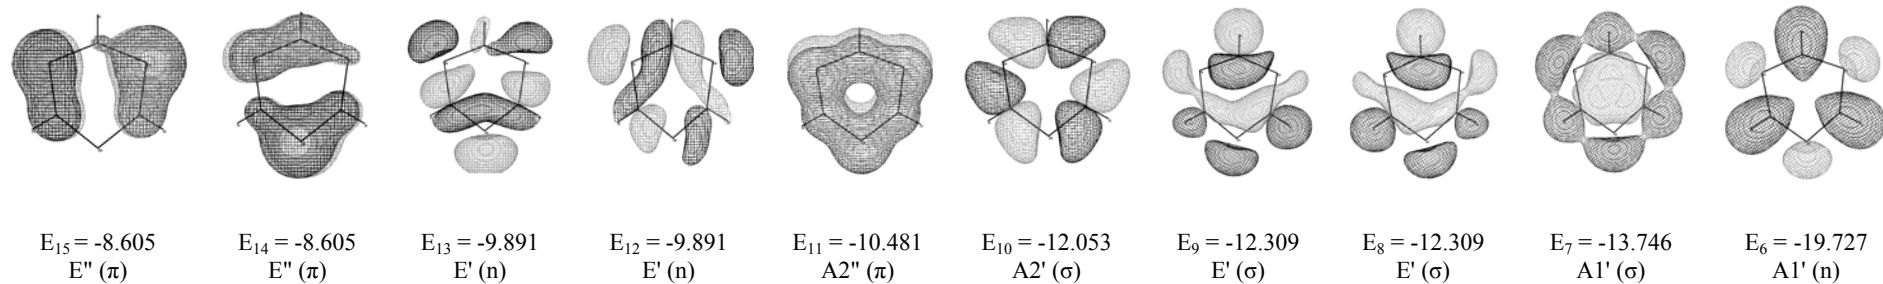 E₁₅ = -8.605 E₁₄ = -8.605 E₁₃ = -9.891 E₁₂ = -9.891 E₁₁ = -10.481 E₁₀ = -12.053 E₉ = -12.309 E₈ = -12.309 E₇ = -13.746 E₆ = -19.727
E" (π) E" (π) E' (n) E' (n) A2" (π) A2' (σ) E' (σ) E' (σ) A1' (σ) A1' (n)